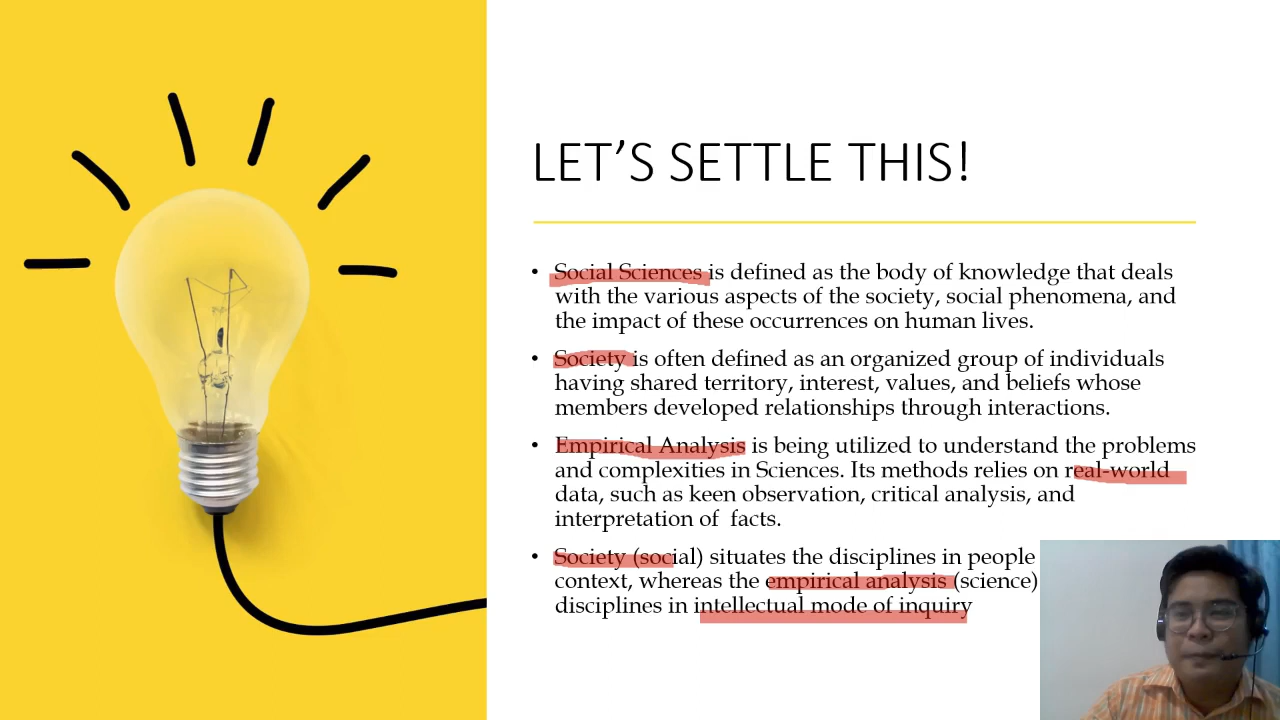 LET’S SETTLE THIS!
• Social Sciences is defined as the body of knowledge that deals
with the various aspects of the society, social phenomena, and
the impact of these occurrences on human lives.
• Society is often defined as an organized group of individuals
having shared territory, interest, values, and beliefs whose
members developed relationships through interactions.
• Empirical Analysis is being utilized to understand the problems
and complexities in Sciences. Its methods relies on real-world
data, such as keen observation, critical analysis, and
interpretation of  facts.
• Society (social) situates the disciplines in people
context, whereas the empirical analysis (science)
disciplines in intellectual mode of inquiry